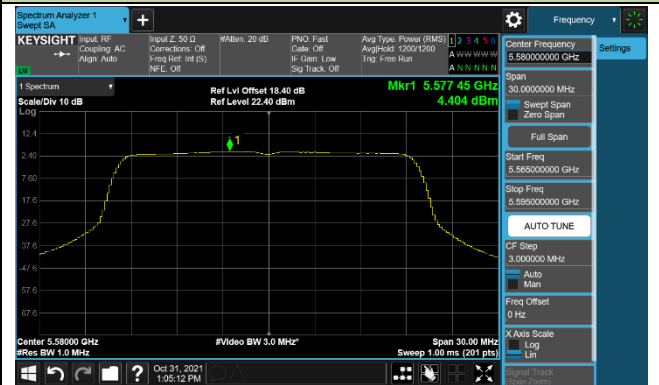 Spectrum Analyzer 1
Swept SA
Frequency
KEYSIGHT
Input: RF
Coupling: AC
Align: Auto
Input Z: 50 Ω
Corrections: Off
Freq Ref: Int (S)
NFE: Off
#Atten: 20 dB
PNO: Fast
Gate: Off
IF Gain: Low
Sig Track: Off
Avg Type: Power (RMS)
Avg|Hold: 1200/1200
Trig: Free Run
1 2 3 4 5 6
A W W W W W
A N N N N N
1 Spectrum
Scale/Div 10 dB
Log
Ref Lvl Offset 18.40 dB
Ref Level 22.40 dBm
Mkr1 5.577 45 GHz
4.404 dBm
1
12.4
2.40
-7.60
-17.6
-27.6
-37.6
-47.6
-57.6
-67.6
Center 5.58000 GHz
#Res BW 1.0 MHz
#Video BW 3.0 MHz*
Span 30.00 MHz
Sweep 1.00 ms (201 pts)
Oct 31, 2021
1:05:12 PM
Center Frequency
5.580000000 GHz
Settings
Span
30.0000000 MHz
Swept Span
Zero Span
Full Span
Start Freq
5.565000000 GHz
Stop Freq
5.595000000 GHz
AUTO TUNE
CF Step
3.000000 MHz
Auto
Man
Freq Offset
0 Hz
X Axis Scale
Log
Lin
Signal Track
(Span Zoom)